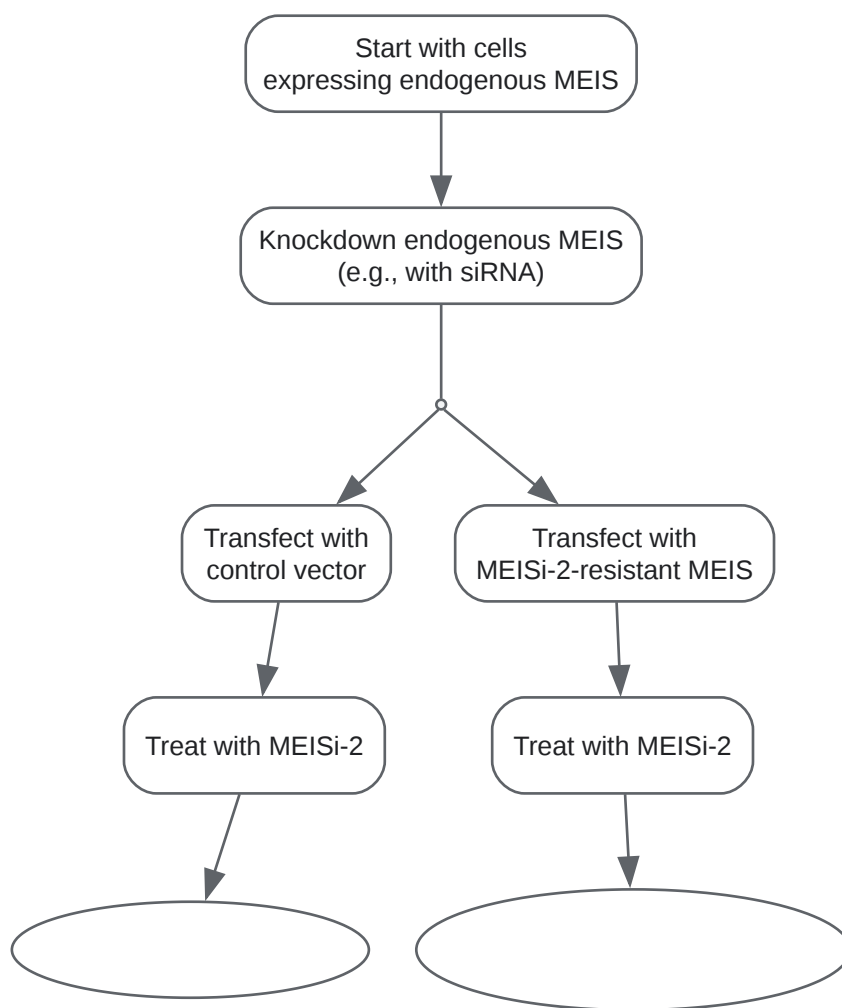 Start with cells
expressing endogenous MEIS
Knockdown endogenous MEIS
(e.g., with siRNA)
Transfect with
control vector
Transfect with
MEISi-2-resistant MEIS
Treat with MEISi-2
Treat with MEISi-2